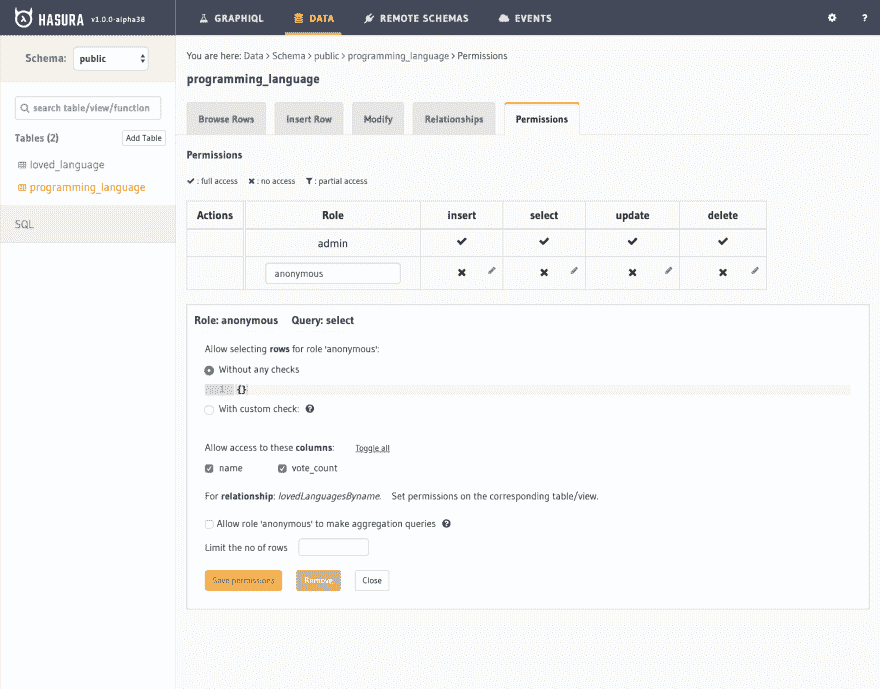 HASURA v1.0.0-alpha38 GRAPHIQL DATA REMOTE SCHEMAS EVENTS ?
Schema: public
search table/view/function
Tables (2) Add Table
loved_language
programming_language
SQL
You are here: Data > Schema > public > programming_language > Permissions
programming_language
Browse Rows Insert Row Modify Relationships Permissions
Permissions
: full access : no access : partial access
Actions Role insert select update delete
admin
anonymous
Role: anonymous Query: select
Allow selecting rows for role 'anonymous':
Without any checks
1 {}
With custom check: ?
Allow access to these columns: Toggle all
name vote_count
For relationship: lovedLanguagesByname. Set permissions on the corresponding table/view.
Allow role 'anonymous' to make aggregation queries ?
Limit the no of rows
Save permissions Remove Close